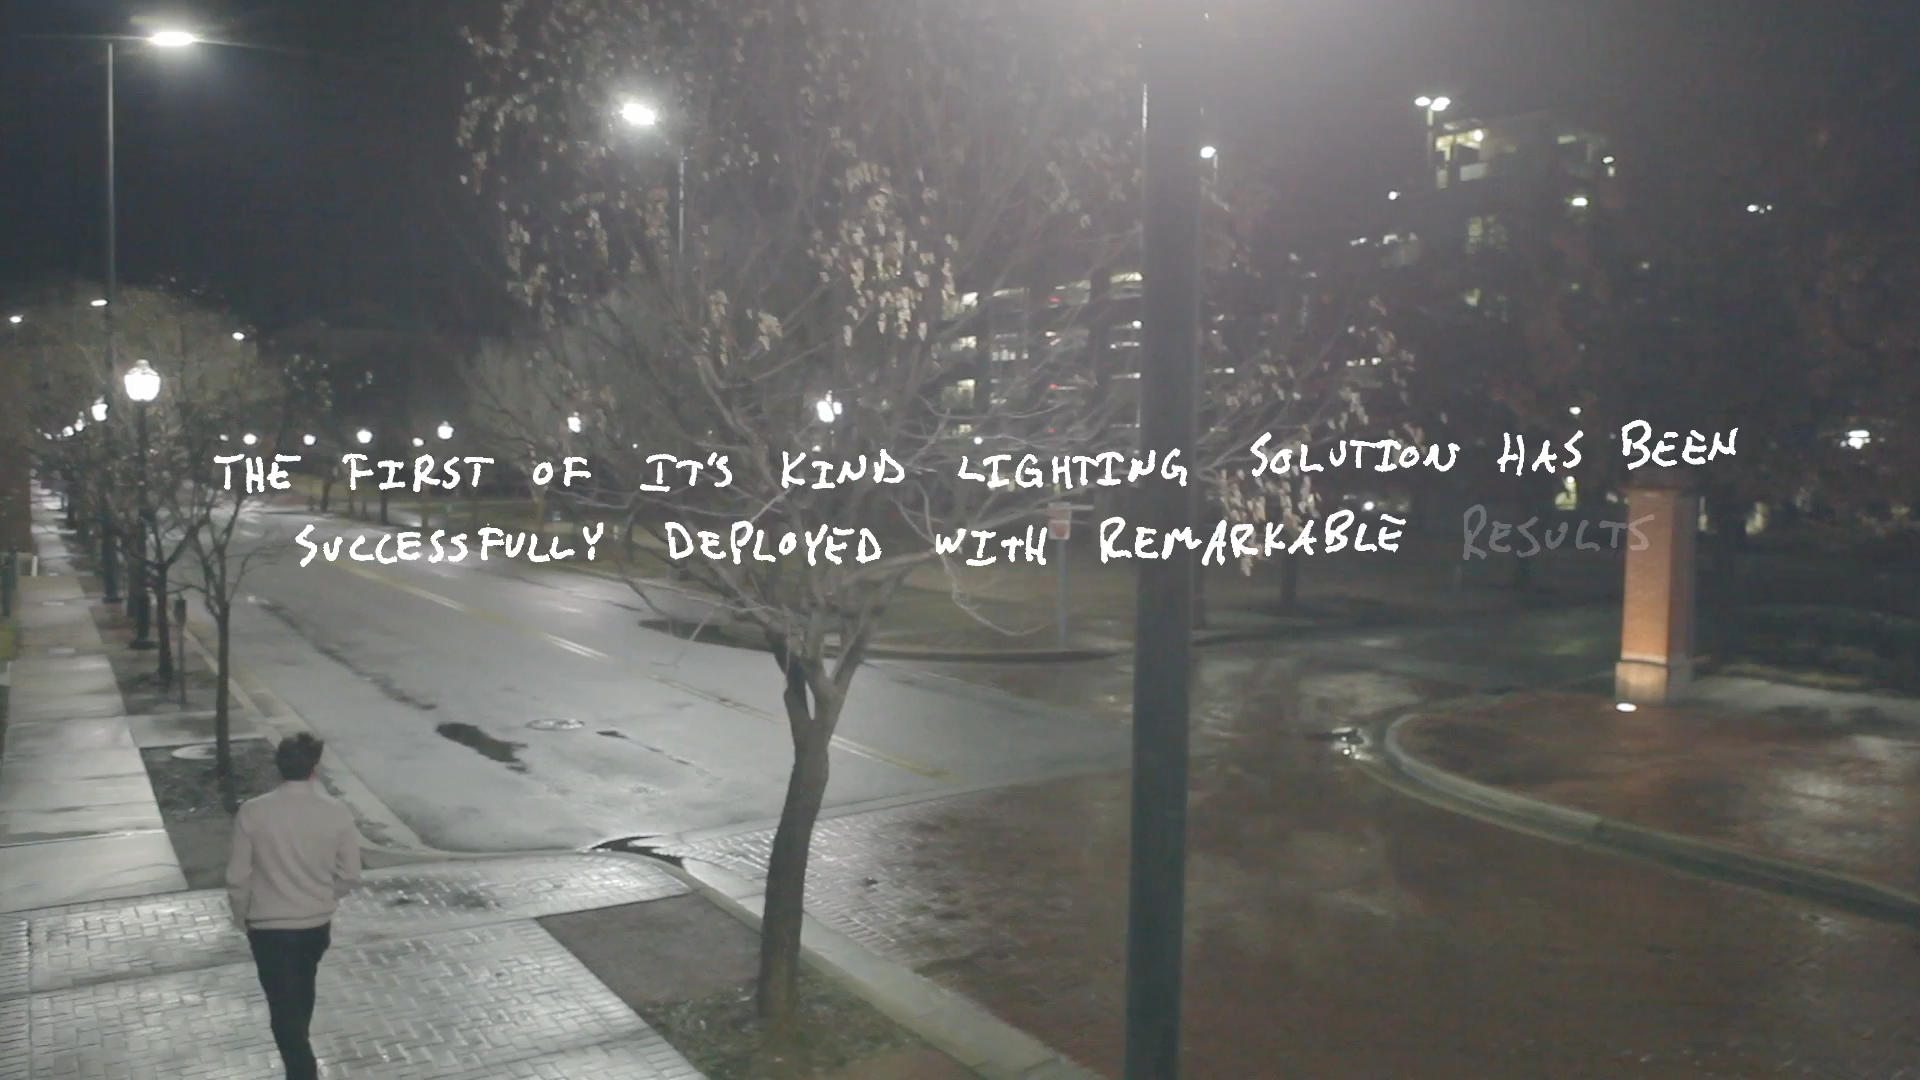 THE FIRST OF IT'S KIND LIGHTING SOLUTION HAS BEEN
SUCCESSFULLY DEPLOYED WITH REMARKABLE RESULTS